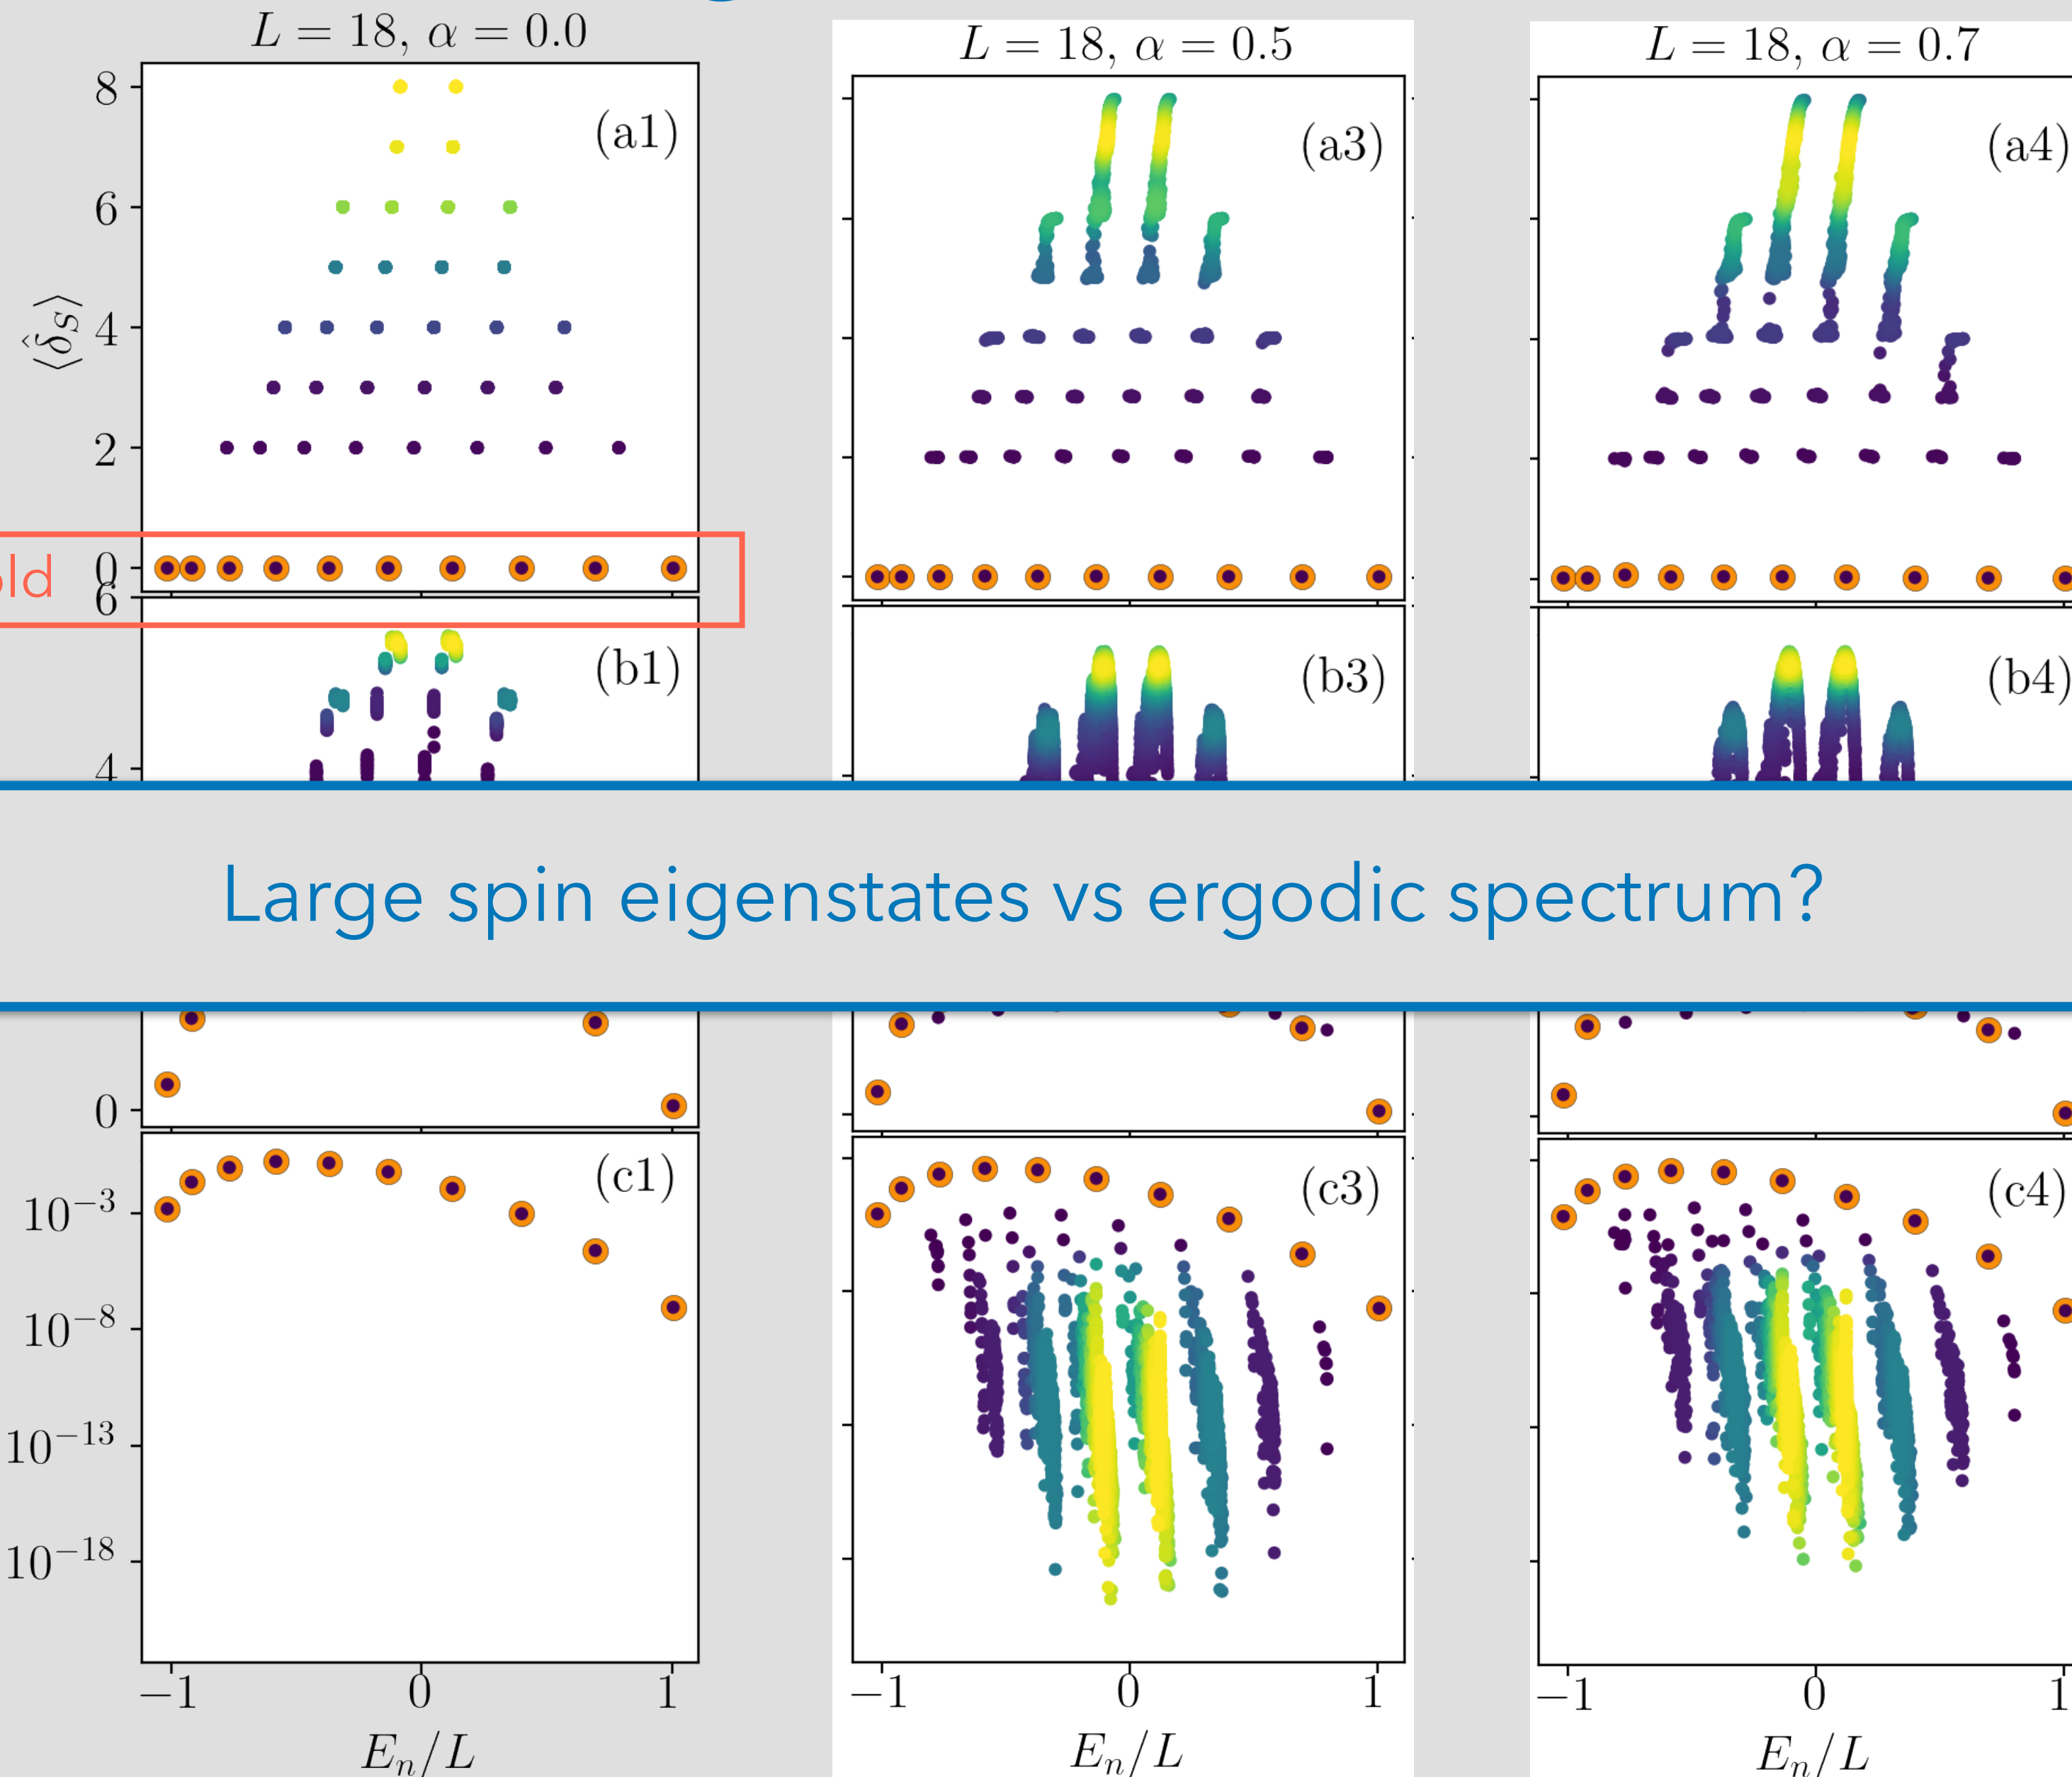 L = 18, α = 0.0
L = 18, α = 0.5
L = 18, α = 0.7
8
(a1)
(a3)
(a4)
6
⟨δ̂_S⟩
4
2
0
6
(b1)
(b3)
(b4)
4
Large spin eigenstates vs ergodic spectrum?
0
(c1)
(c3)
(c4)
10^{−3}
10^{−8}
10^{−13}
10^{−18}
−1 0 1
−1 0 1
−1 0 1
E_n/L
E_n/L
E_n/L